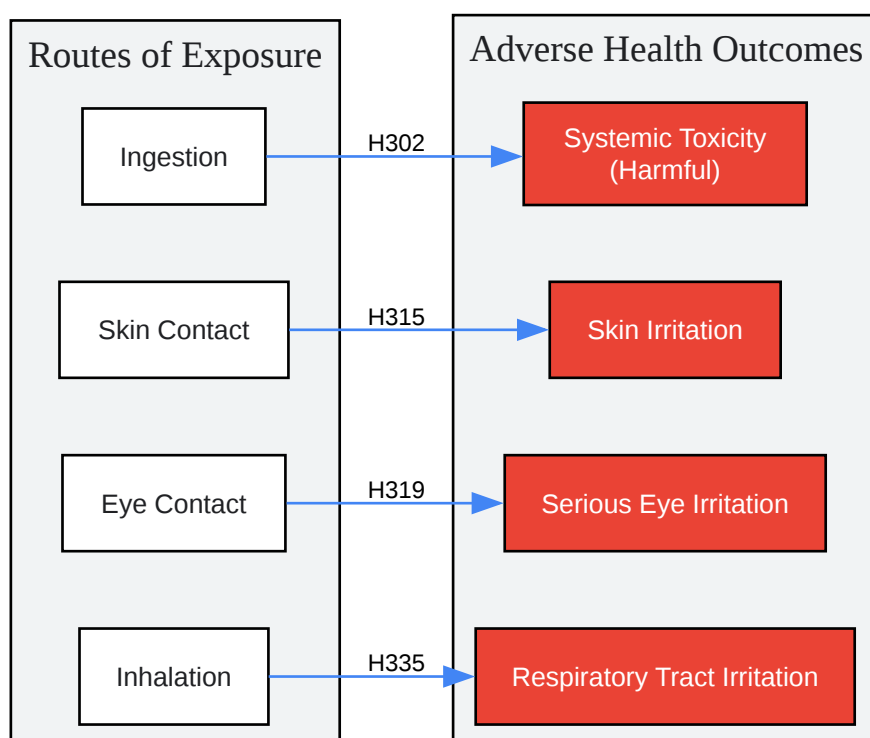 Routes of Exposure
Adverse Health Outcomes
Ingestion
H302
Systemic Toxicity
(Harmful)
Skin Contact
H315
Skin Irritation
Eye Contact
H319
Serious Eye Irritation
Inhalation
H335
Respiratory Tract Irritation